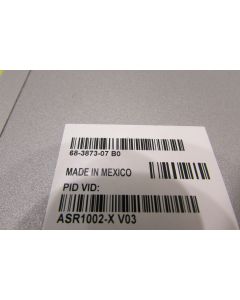 68-3873-07 B0
MADE IN MEXICO
PID VID:
ASR1002-X V03